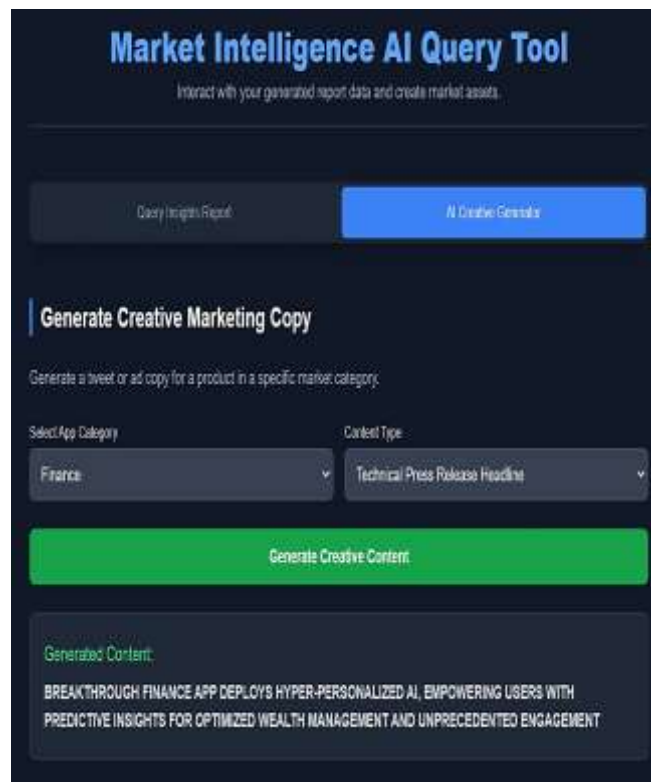 Market Intelligence AI Query Tool
Interact with your generated report data and create market assets.
Query Insights Report
AI Creative Generator
Generate Creative Marketing Copy
Generate a tweet or ad copy for a product in a specific market category.
Select App Category
Content Type
Finance
Technical Press Release Headline
Generate Creative Content
Generated Content:
BREAKTHROUGH FINANCE APP DEPLOYS HYPER-PERSONALIZED AI, EMPOWERING USERS WITH
PREDICTIVE INSIGHTS FOR OPTIMIZED WEALTH MANAGEMENT AND UNPRECEDENTED ENGAGEMENT